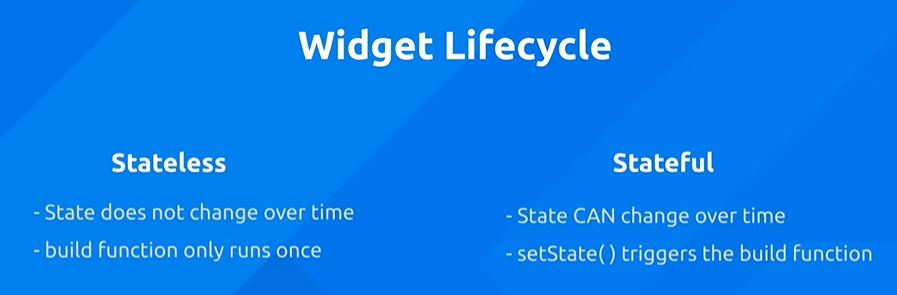 Widget Lifecycle
Stateless
- State does not change over time
- build function only runs once
Stateful
- State CAN change over time
- setState( ) triggers the build function